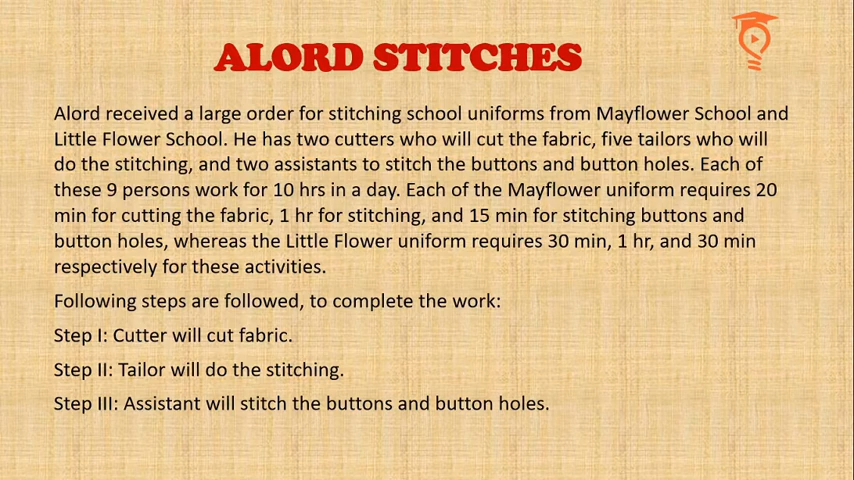 ALORD STITCHES
Alord received a large order for stitching school uniforms from Mayflower School and
Little Flower School. He has two cutters who will cut the fabric, five tailors who will
do the stitching, and two assistants to stitch the buttons and button holes. Each of
these 9 persons work for 10 hrs in a day. Each of the Mayflower uniform requires 20
min for cutting the fabric, 1 hr for stitching, and 15 min for stitching buttons and
button holes, whereas the Little Flower uniform requires 30 min, 1 hr, and 30 min
respectively for these activities.
Following steps are followed, to complete the work:
Step I: Cutter will cut fabric.
Step II: Tailor will do the stitching.
Step III: Assistant will stitch the buttons and button holes.